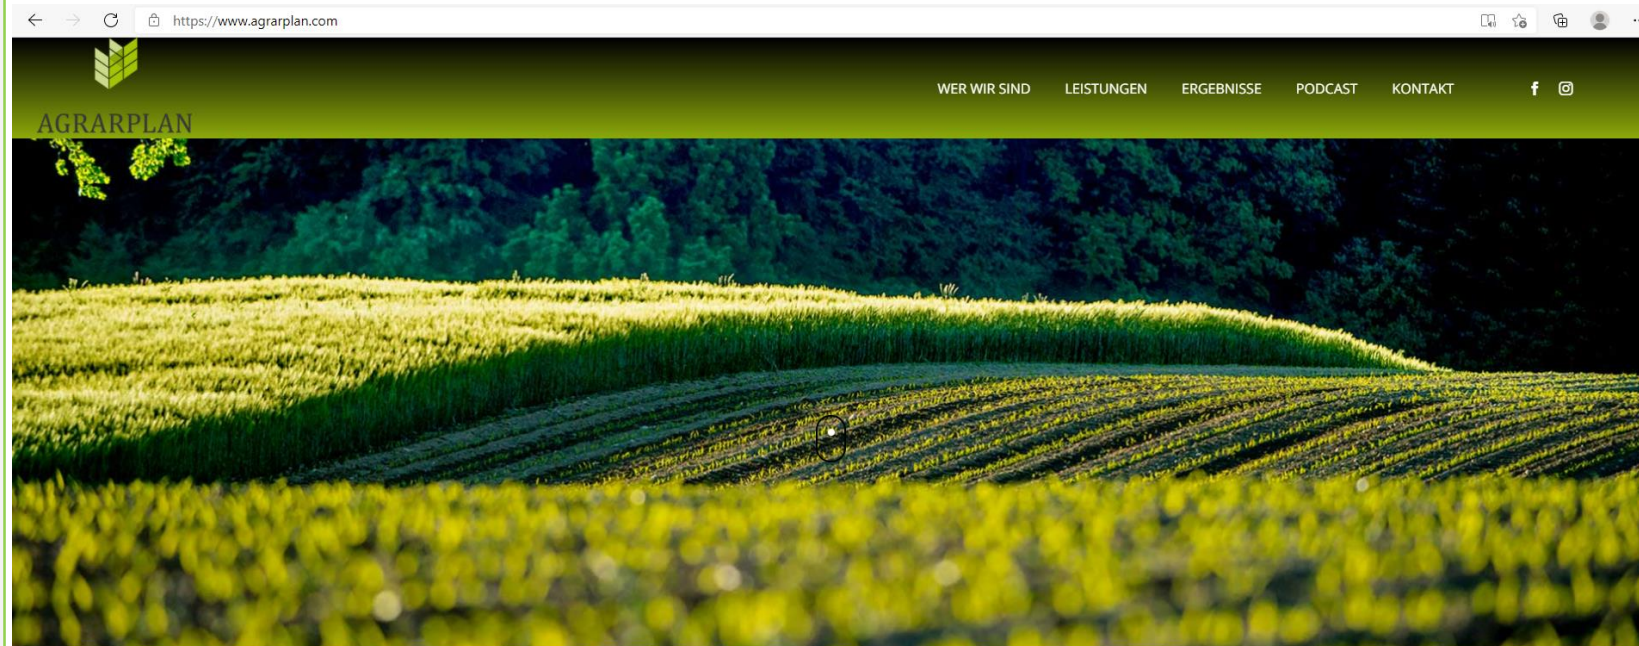 https://www.agrarplan.com
AGRARPLAN
WER WIR SIND LEISTUNGEN ERGEBNISSE PODCAST KONTAKT